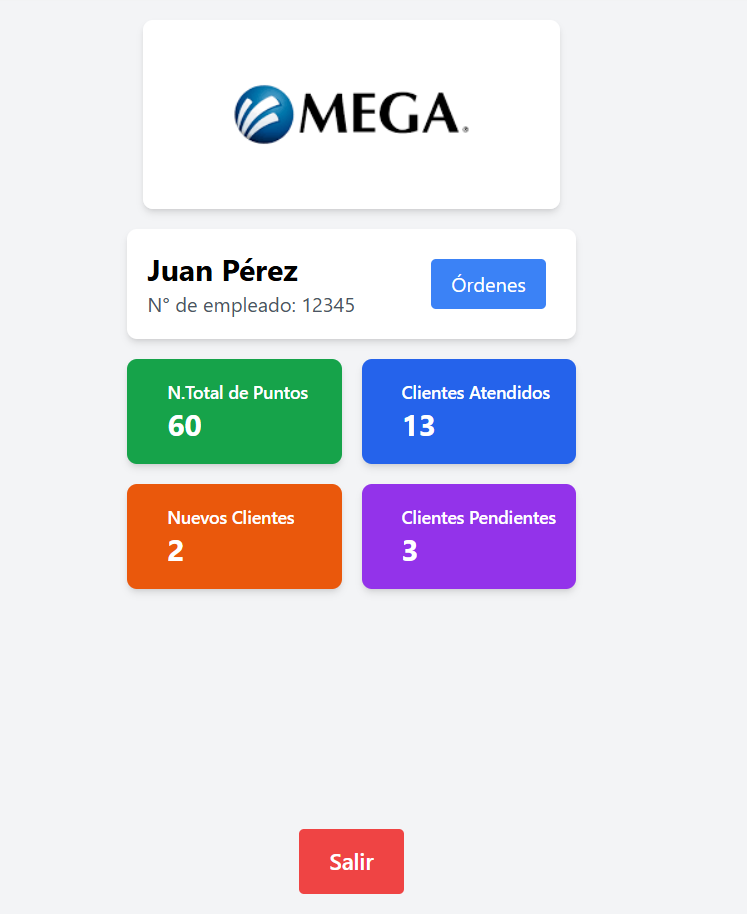 MEGA®
Juan Pérez
N° de empleado: 12345
Órdenes
N.Total de Puntos
60
Clientes Atendidos
13
Nuevos Clientes
2
Clientes Pendientes
3
Salir